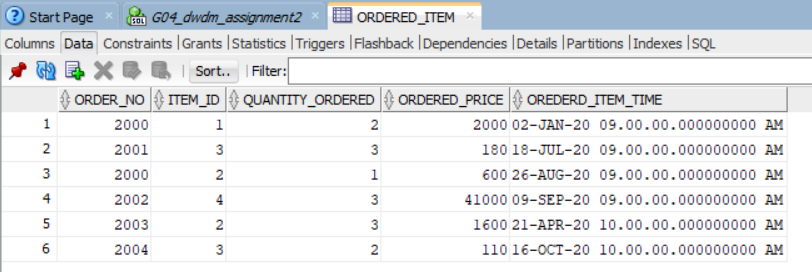 Start Page G04_dwdm_assignment2 ORDERED_ITEM
Columns Data Constraints Grants Statistics Triggers Flashback Dependencies Details Partitions Indexes SQL
Sort.. Filter:
ORDER_NO ITEM_ID QUANTITY_ORDERED ORDERED_PRICE OREDERD_ITEM_TIME
1 2000 1 2 2000 02-JAN-20 09.00.00.000000000 AM
2 2001 3 3 180 18-JUL-20 09.00.00.000000000 AM
3 2000 2 1 600 26-AUG-20 09.00.00.000000000 AM
4 2002 4 3 41000 09-SEP-20 09.00.00.000000000 AM
5 2003 2 3 1600 21-APR-20 10.00.00.000000000 AM
6 2004 3 2 110 16-OCT-20 10.00.00.000000000 AM